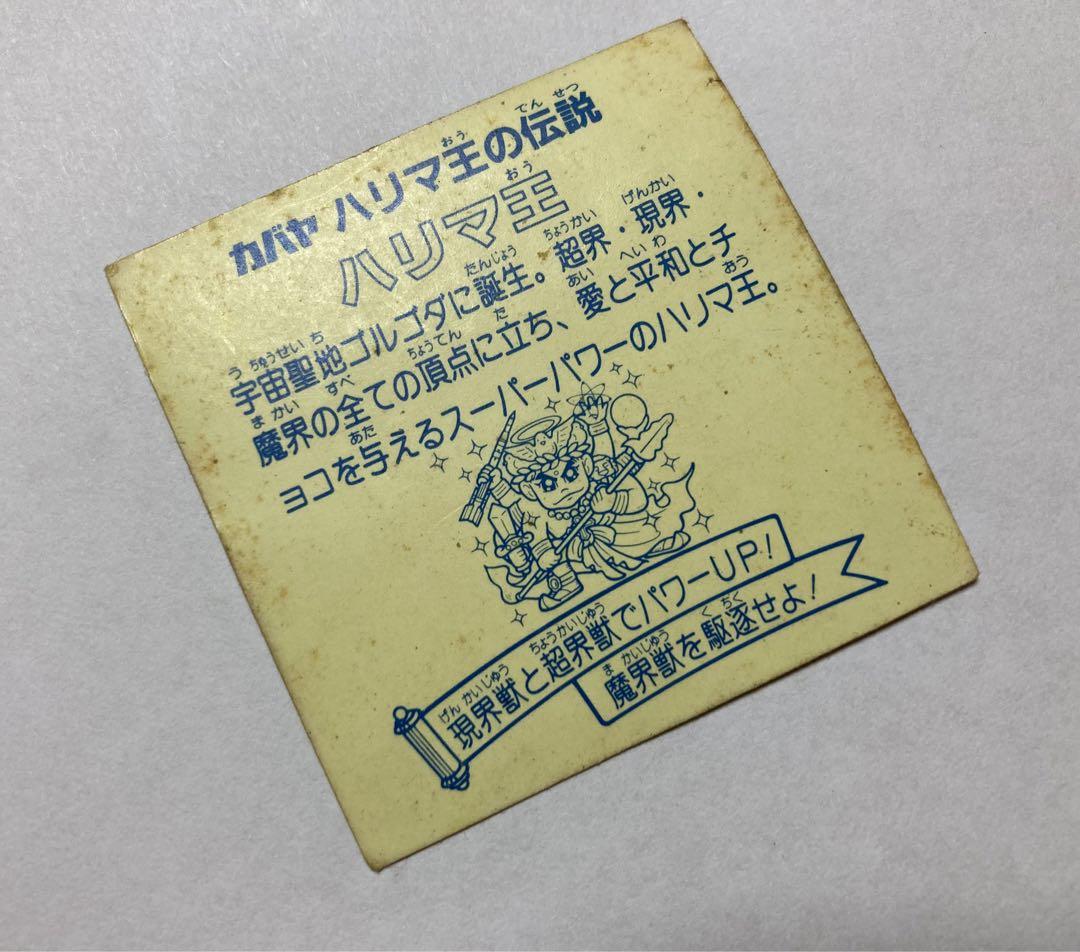 カバヤ ハリマ王の伝説
ハリマ王
宇宙聖地ゴルゴダに誕生。超界・現界・
魔界の全ての頂点に立ち、愛と平和とチ
ョコを与えるスーパーパワーのハリマ王。
現界獣と超界獣でパワーUP!
魔界獣を駆逐せよ!